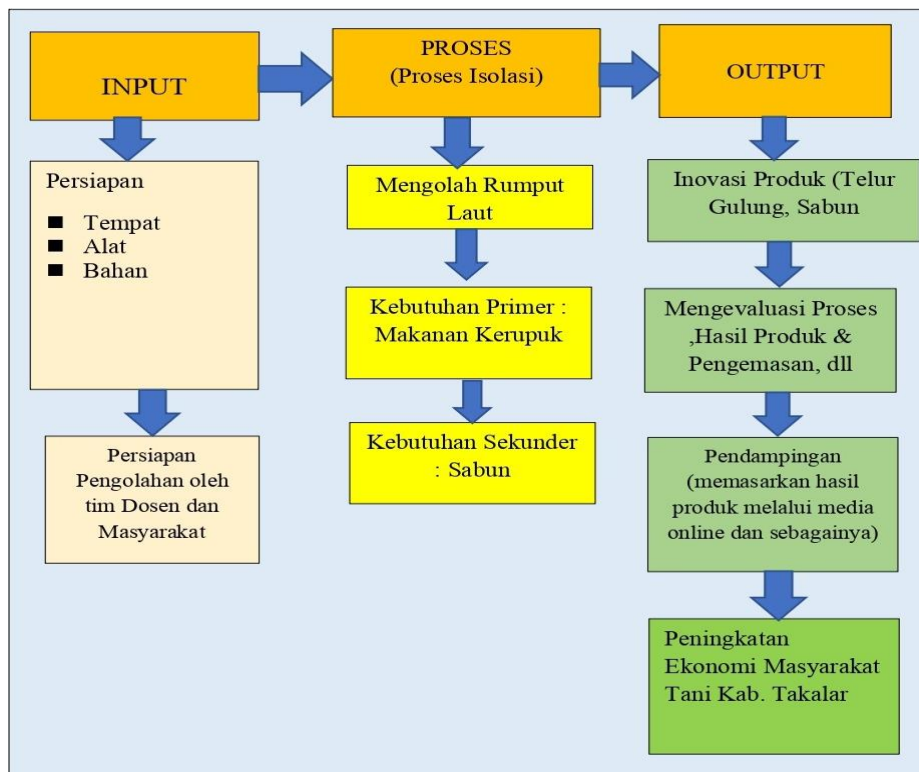 INPUT
PROSES
(Proses Isolasi)
OUTPUT
Persiapan
Tempat
Alat
Bahan
Persiapan
Pengolahan oleh
tim Dosen dan
Masyarakat
Mengolah Rumput
Laut
Kebutuhan Primer :
Makanan Kerupuk
Kebutuhan Sekunder
: Sabun
Inovasi Produk (Telur
Gulung, Sabun
Mengevaluasi Proses
,Hasil Produk &
Pengemasan, dll
Pendampingan
(memasarkan hasil
produk melalui media
online dan sebagainya)
Peningkatan
Ekonomi Masyarakat
Tani Kab. Takalar